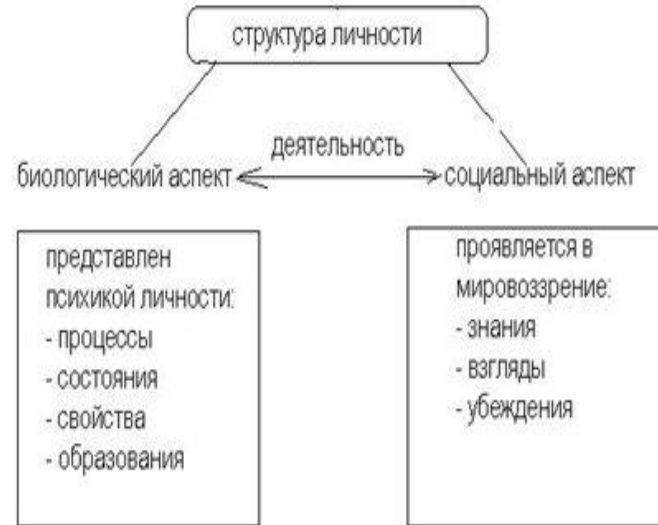 структура личности
деятельность
биологический аспект
социальный аспект
представлен
психикой личности:
- процессы
- состояния
- свойства
- образования
проявляется в
мировоззрение:
- знания
- взгляды
- убеждения